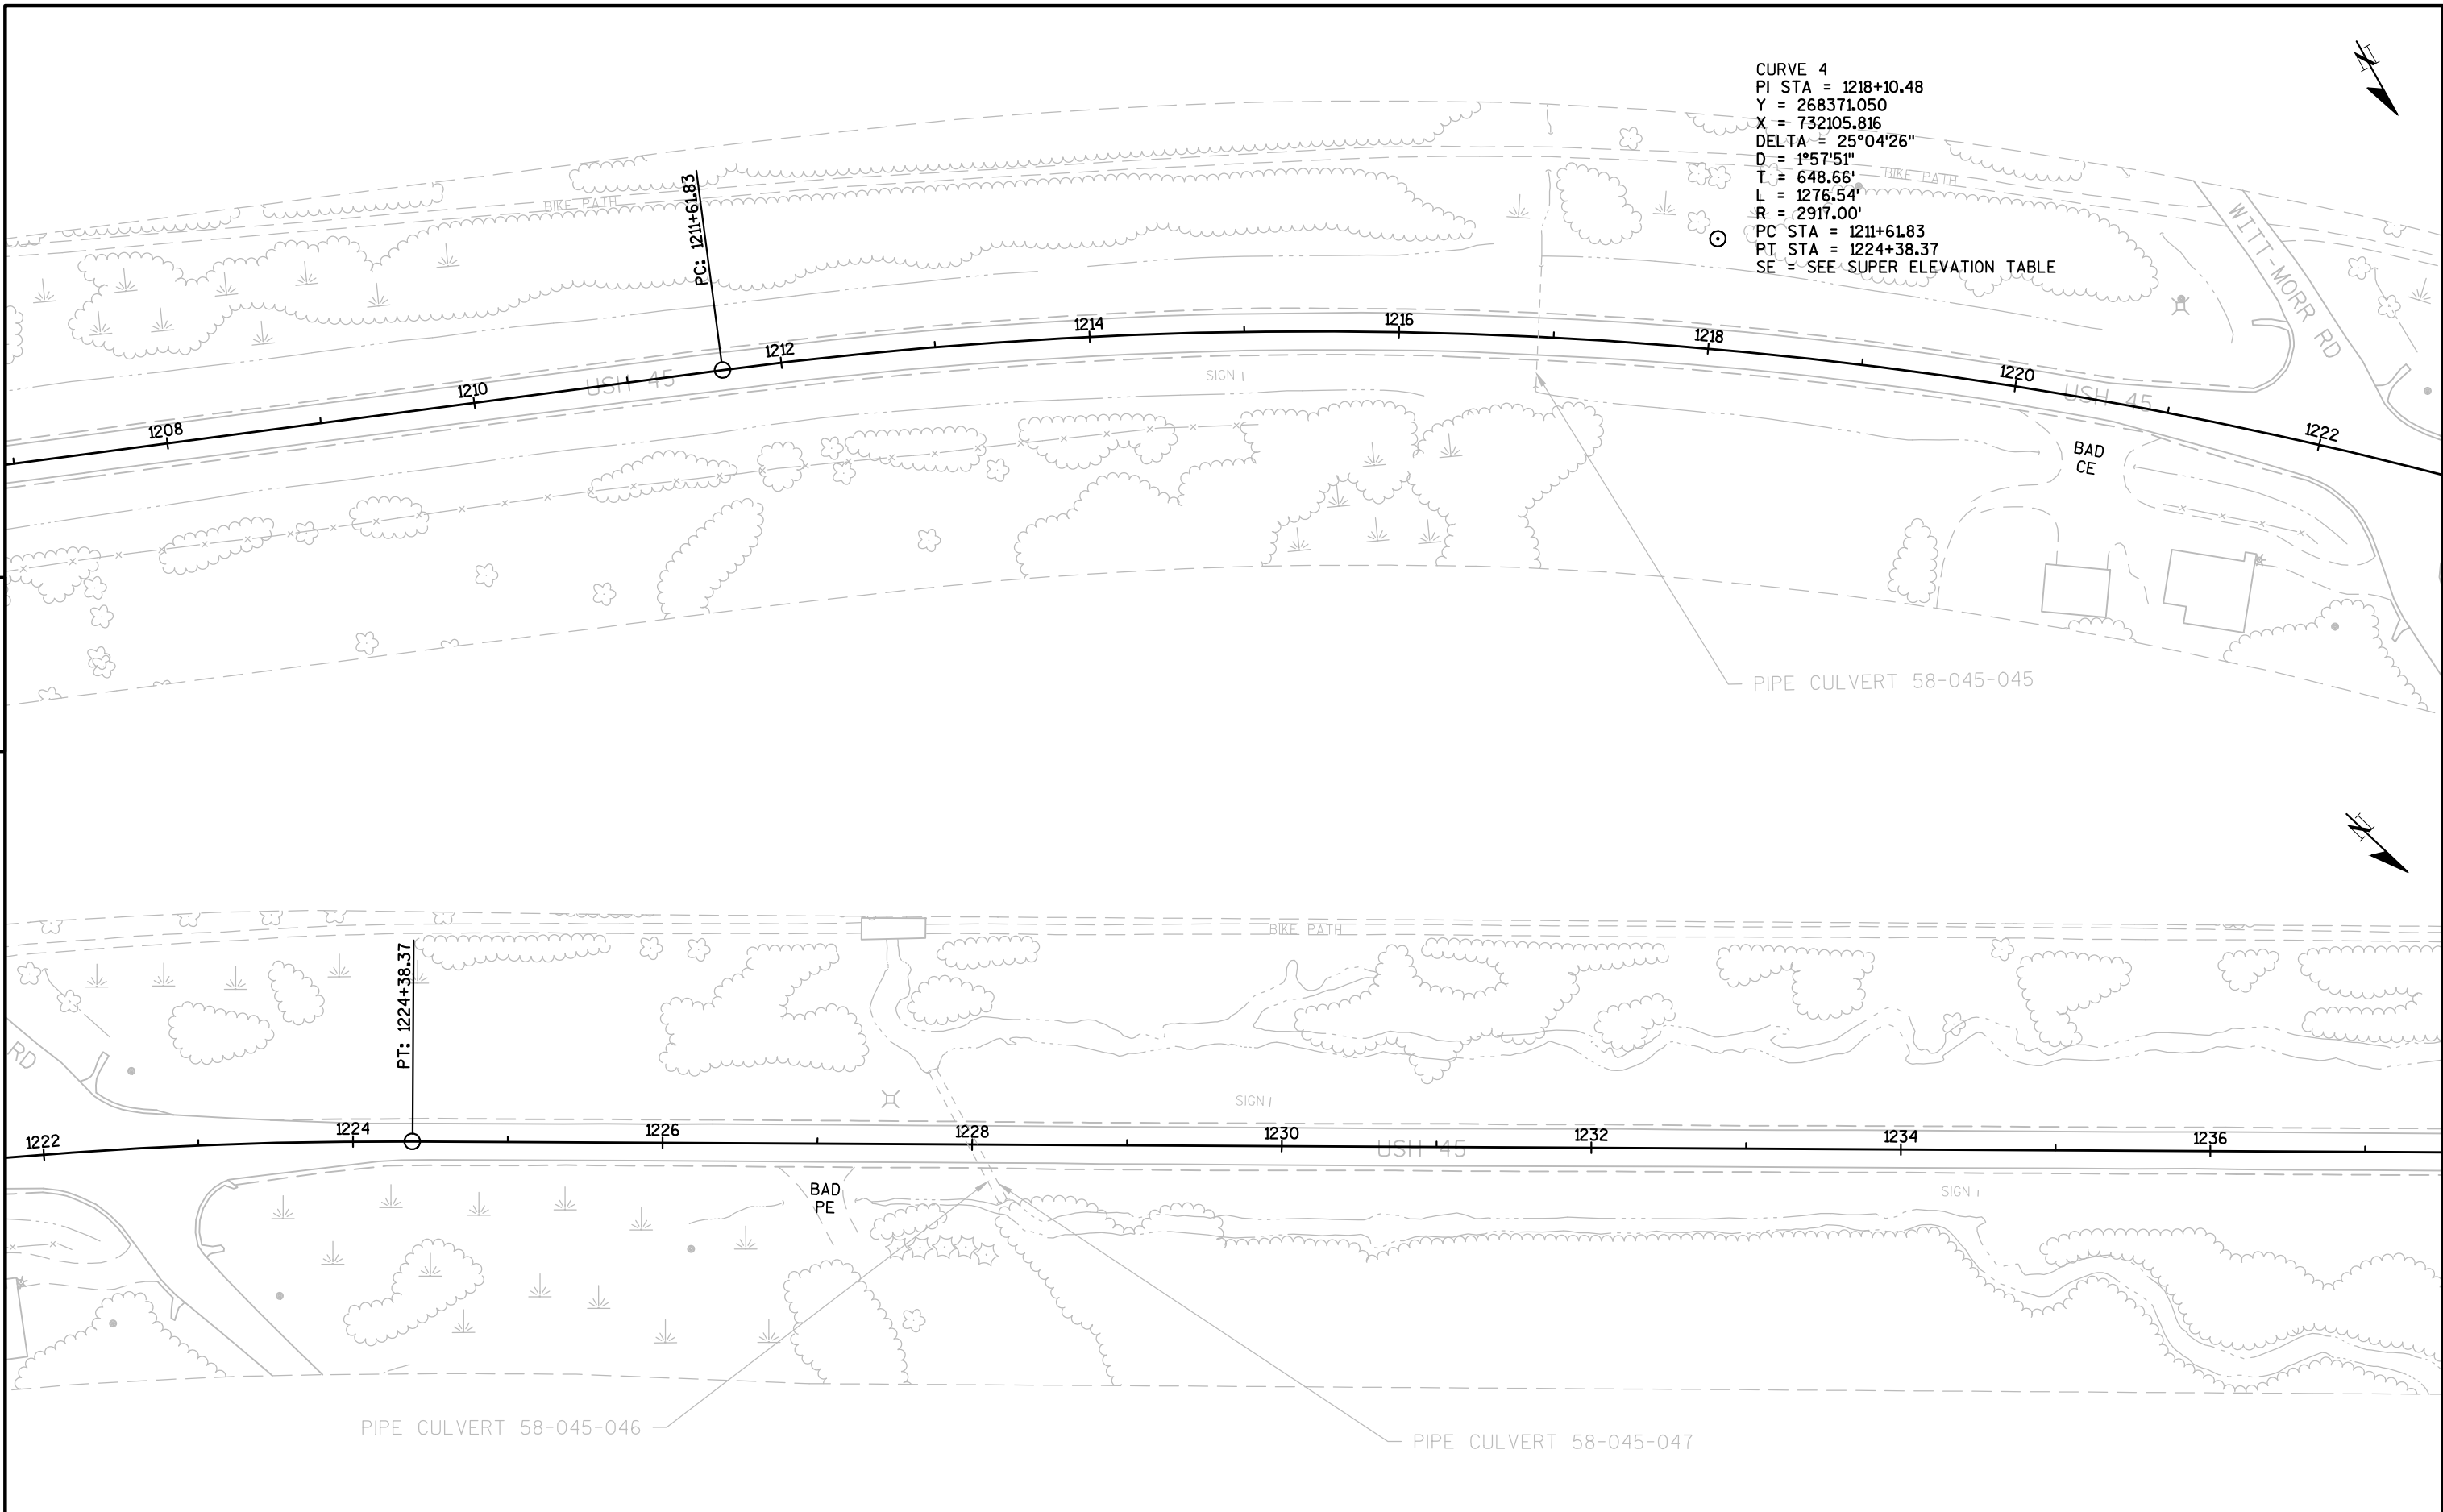 CURVE 4
PI STA = 1218+10.48
Y = 268371.050
X = 732105.816
DELTA = 25°04'26"
D = 1°57'51"
T = 648.66'
L = 1276.54'
R = 2917.00'
PC STA = 1211+61.83
PT STA = 1224+38.37
SE = SEE SUPER ELEVATION TABLE
N
BIKE PATH
BIKE PATH
PC: 1211+61.83
WITT-MORR RD
1208
1210
1212
1214
1216
1218
1220
1222
USH 45
USH 45
SIGN
BAD
CE
PIPE CULVERT 58-045-045
N
BIKE PATH
PT: 1224+38.37
RD
SIGN
1222
1224
1226
1228
1230
1232
1234
1236
USH 45
BAD
PE
SIGN
PIPE CULVERT 58-045-046
PIPE CULVERT 58-045-047